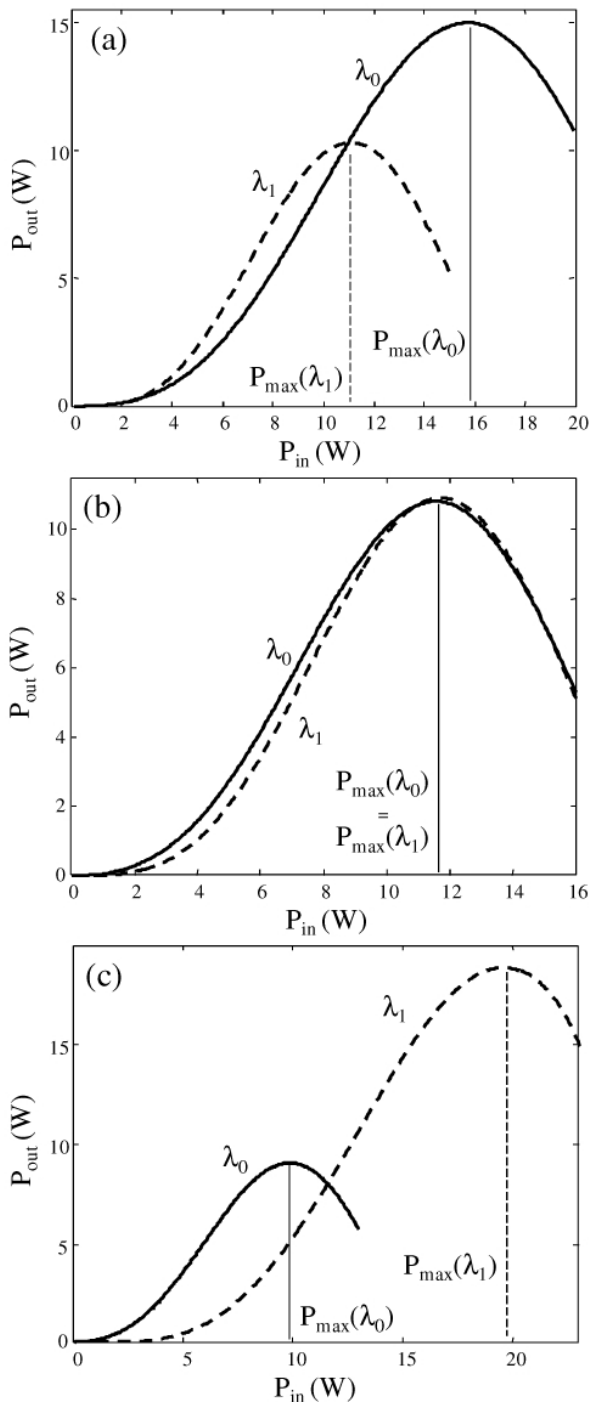 (a)
15
10
5
0
P_out (W)
λ_0
λ_1
P_max(λ_0)
P_max(λ_1)
0 2 4 6 8 10 12 14 16 18 20
P_in (W)
(b)
10
8
6
4
2
0
P_out (W)
λ_0
λ_1
P_max(λ_0)
=
P_max(λ_1)
0 2 4 6 8 10 12 14 16
P_in (W)
(c)
15
10
5
0
P_out (W)
λ_1
λ_0
P_max(λ_1)
P_max(λ_0)
0 5 10 15 20
P_in (W)